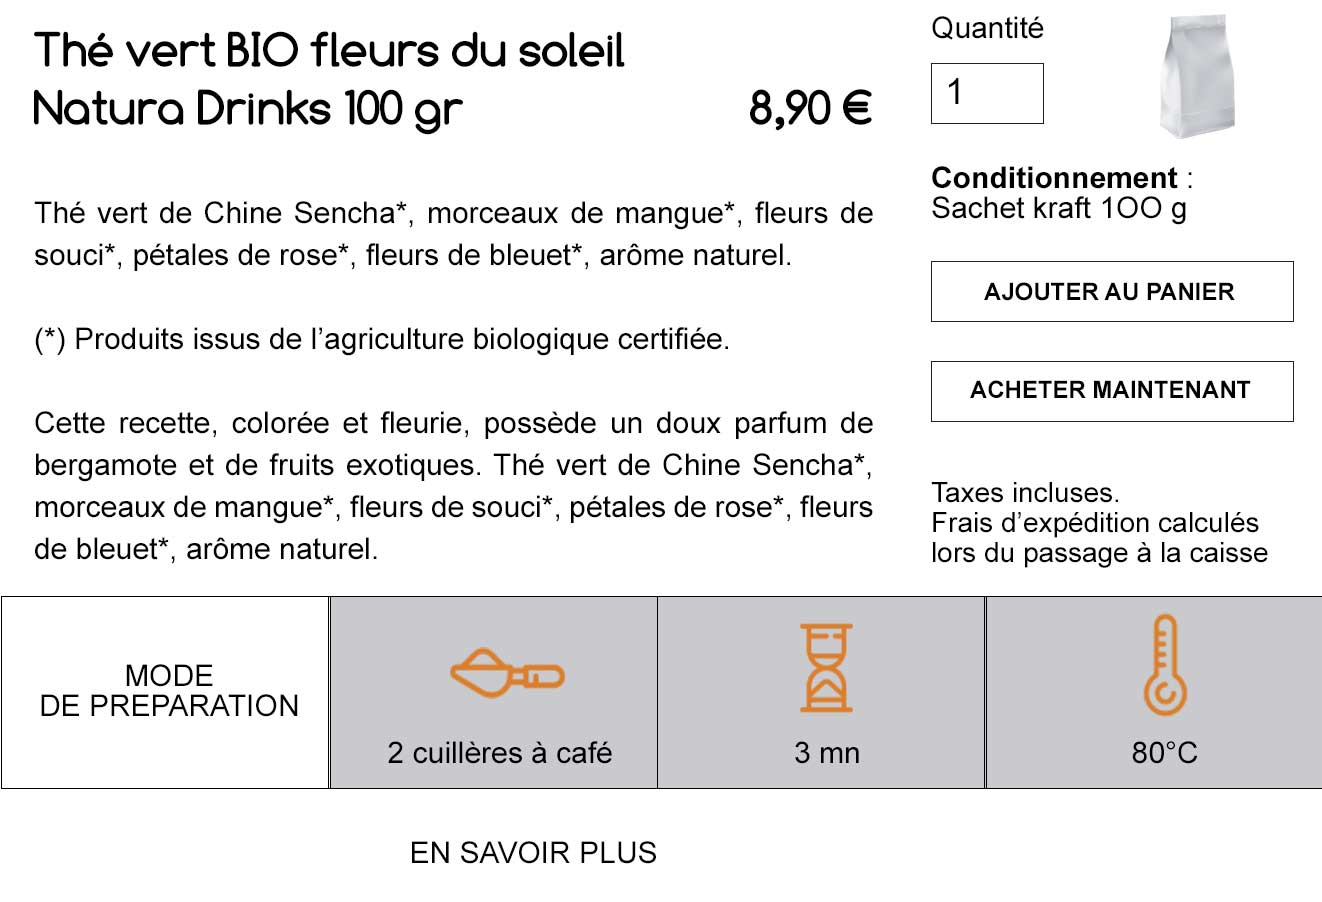 Thé vert BIO fleurs du soleil
Natura Drinks 100 gr
8,90 €
Thé vert de Chine Sencha*, morceaux de mangue*, fleurs de
souci*, pétales de rose*, fleurs de bleuet*, arôme naturel.
(*) Produits issus de l’agriculture biologique certifiée.
Cette recette, colorée et fleurie, possède un doux parfum de
bergamote et de fruits exotiques. Thé vert de Chine Sencha*,
morceaux de mangue*, fleurs de souci*, pétales de rose*, fleurs
de bleuet*, arôme naturel.
Quantité
1
Conditionnement :
Sachet kraft 1OO g
AJOUTER AU PANIER
ACHETER MAINTENANT
Taxes incluses.
Frais d’expédition calculés
lors du passage à la caisse
MODE
DE PREPARATION
2 cuillères à café
3 mn
80°C
EN SAVOIR PLUS